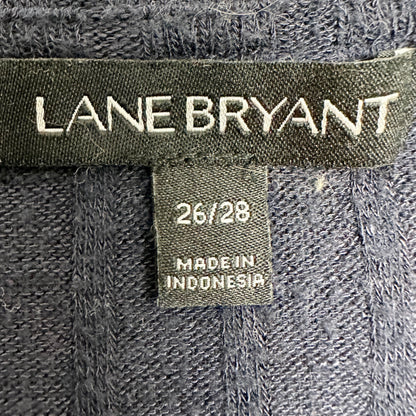 LANE BRYANT
26/28
MADE IN
INDONESIA